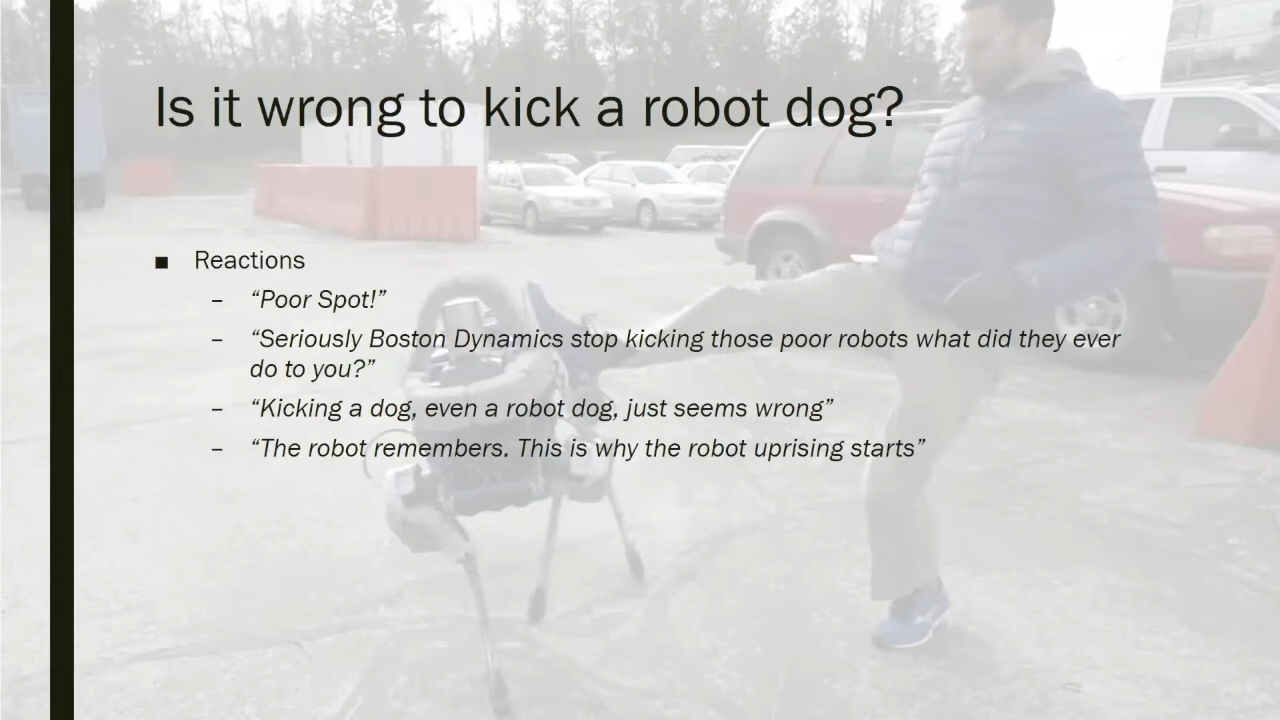 Is it wrong to kick a robot dog?
■ Reactions
– “Poor Spot!”
– “Seriously Boston Dynamics stop kicking those poor robots what did they ever
do to you?”
– “Kicking a dog, even a robot dog, just seems wrong”
– “The robot remembers. This is why the robot uprising starts”